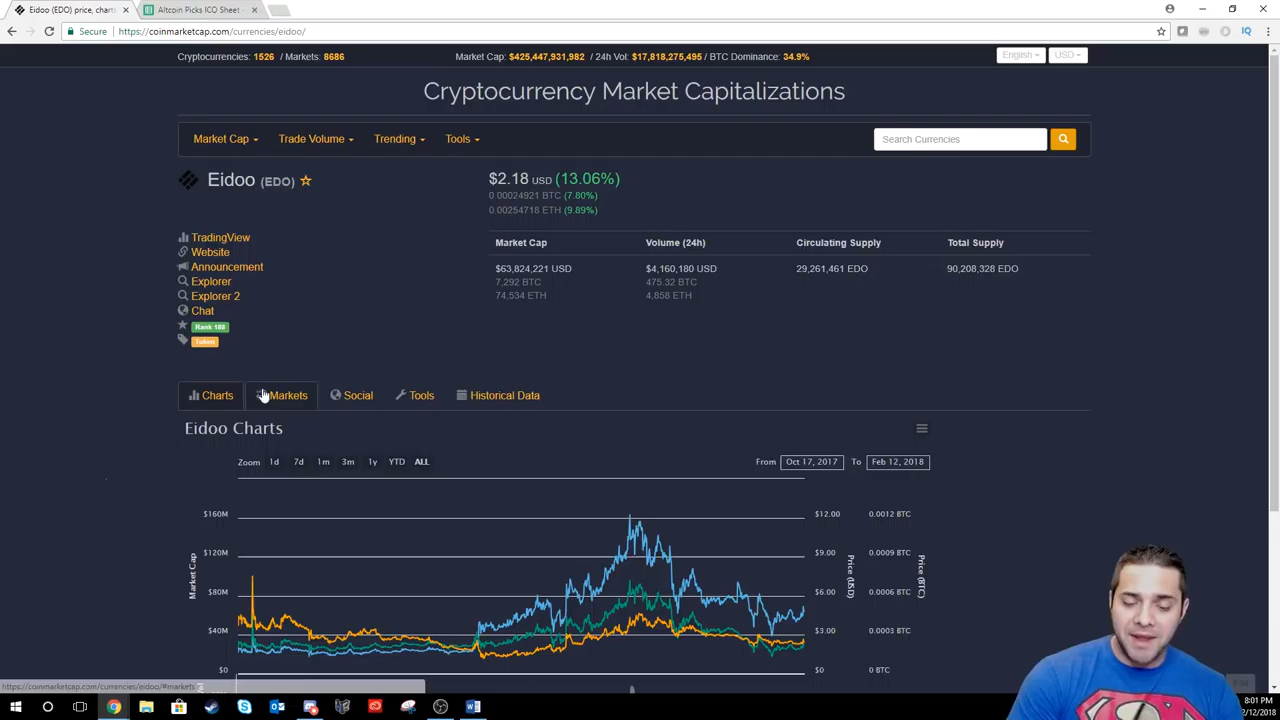 Eidoo (EDO) price, charts
Altcoin Picks ICO Sheet -
Secure
https://coinmarketcap.com/currencies/eidoo/
Cryptocurrencies: 1526 / Markets: 8686
Market Cap: $425,447,931,982 / 24h Vol: $17,818,275,495 / BTC Dominance: 34.9%
English
USD
Cryptocurrency Market Capitalizations
Market Cap
Trade Volume
Trending
Tools
Search Currencies
Eidoo (EDO)
$2.18 USD (13.06%)
0.00024921 BTC (7.80%)
0.00254718 ETH (9.89%)
TradingView
Website
Announcement
Explorer
Explorer 2
Chat
Rank 188
Token
Market Cap
Volume (24h)
Circulating Supply
Total Supply
$63,824,221 USD
$4,160,180 USD
29,261,461 EDO
90,208,328 EDO
7,292 BTC
475.32 BTC
74,534 ETH
4,858 ETH
Charts
Markets
Social
Tools
Historical Data
Eidoo Charts
Zoom 1d 7d 1m 3m 1y YTD ALL
From Oct 17, 2017 To Feb 12, 2018
$160M
$12.00
0.0012 BTC
$120M
$9.00
0.0009 BTC
$80M
$6.00
0.0006 BTC
$40M
$3.00
0.0003 BTC
$0
$0
0 BTC
Market Cap
Price (USD)
Price (BTC)
https://coinmarketcap.com/currencies/eidoo/#markets
8:01 PM
2/12/2018